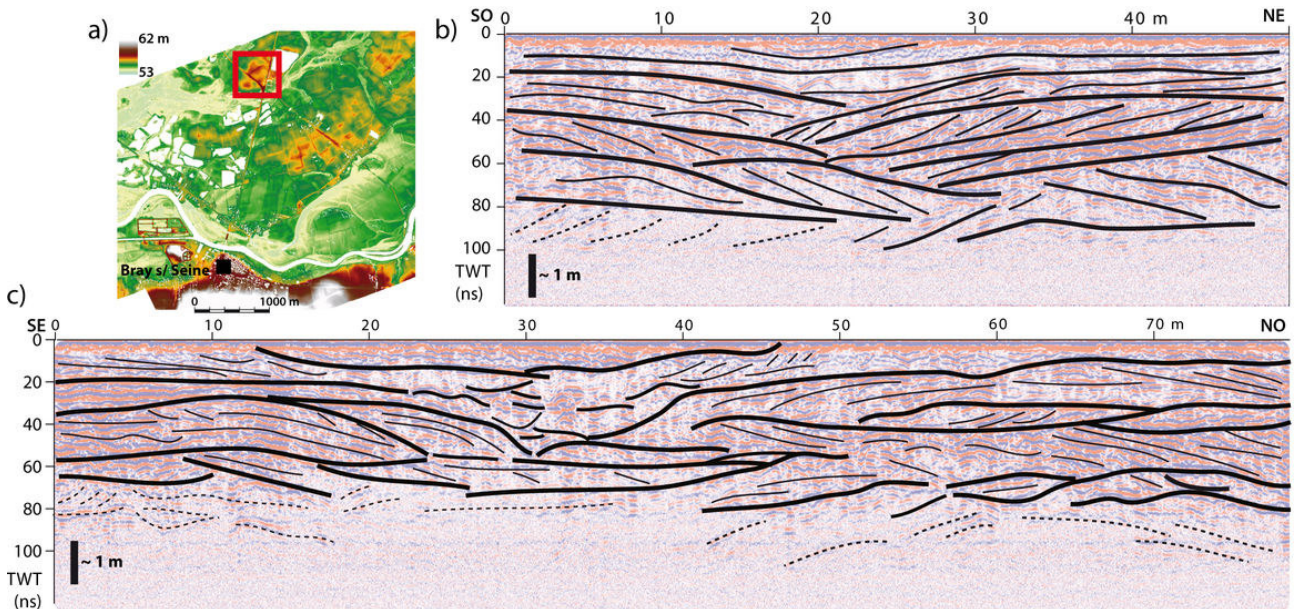 a)
62 m
53
Bray s/ Seine
0 1000 m
b)
SO NE
0 10 20 30 40 m
0
20
40
60
80
100
TWT
(ns)
~ 1 m
c)
SE NO
0 10 20 30 40 50 60 70 m
0
20
40
60
80
100
TWT
(ns)
~ 1 m